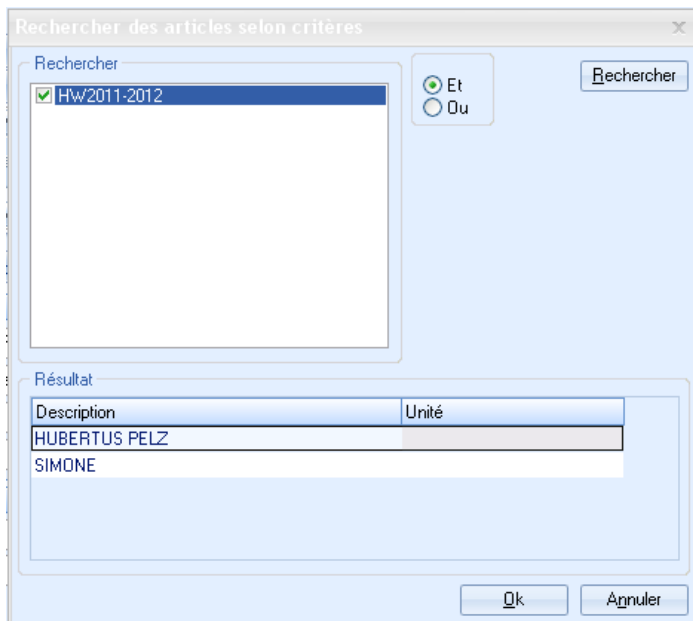 Rechercher des articles selon critères
Rechercher
HW2011-2012
Et
Ou
Rechercher
Résultat
Description Unité
HUBERTUS PELZ
SIMONE
Ok Annuler